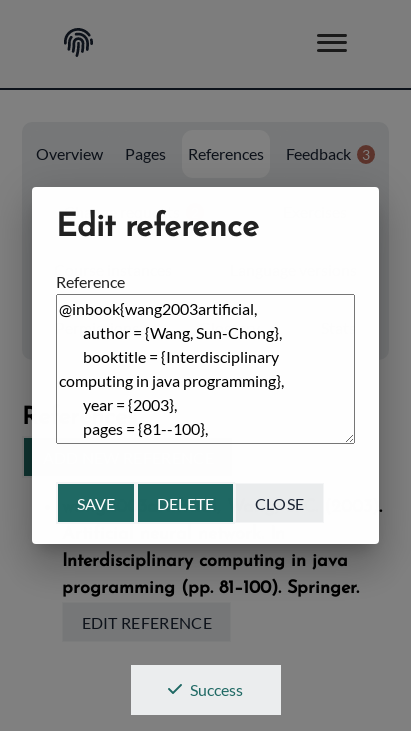 Overview Pages References Feedback 3
Edit reference
Reference
@inbook{wang2003artificial,
author = {Wang, Sun-Chong},
booktitle = {Interdisciplinary
computing in java programming},
year = {2003},
pages = {81--100},
SAVE DELETE CLOSE
Interdisciplinary computing in java
programming (pp. 81–100). Springer.
EDIT REFERENCE
Success